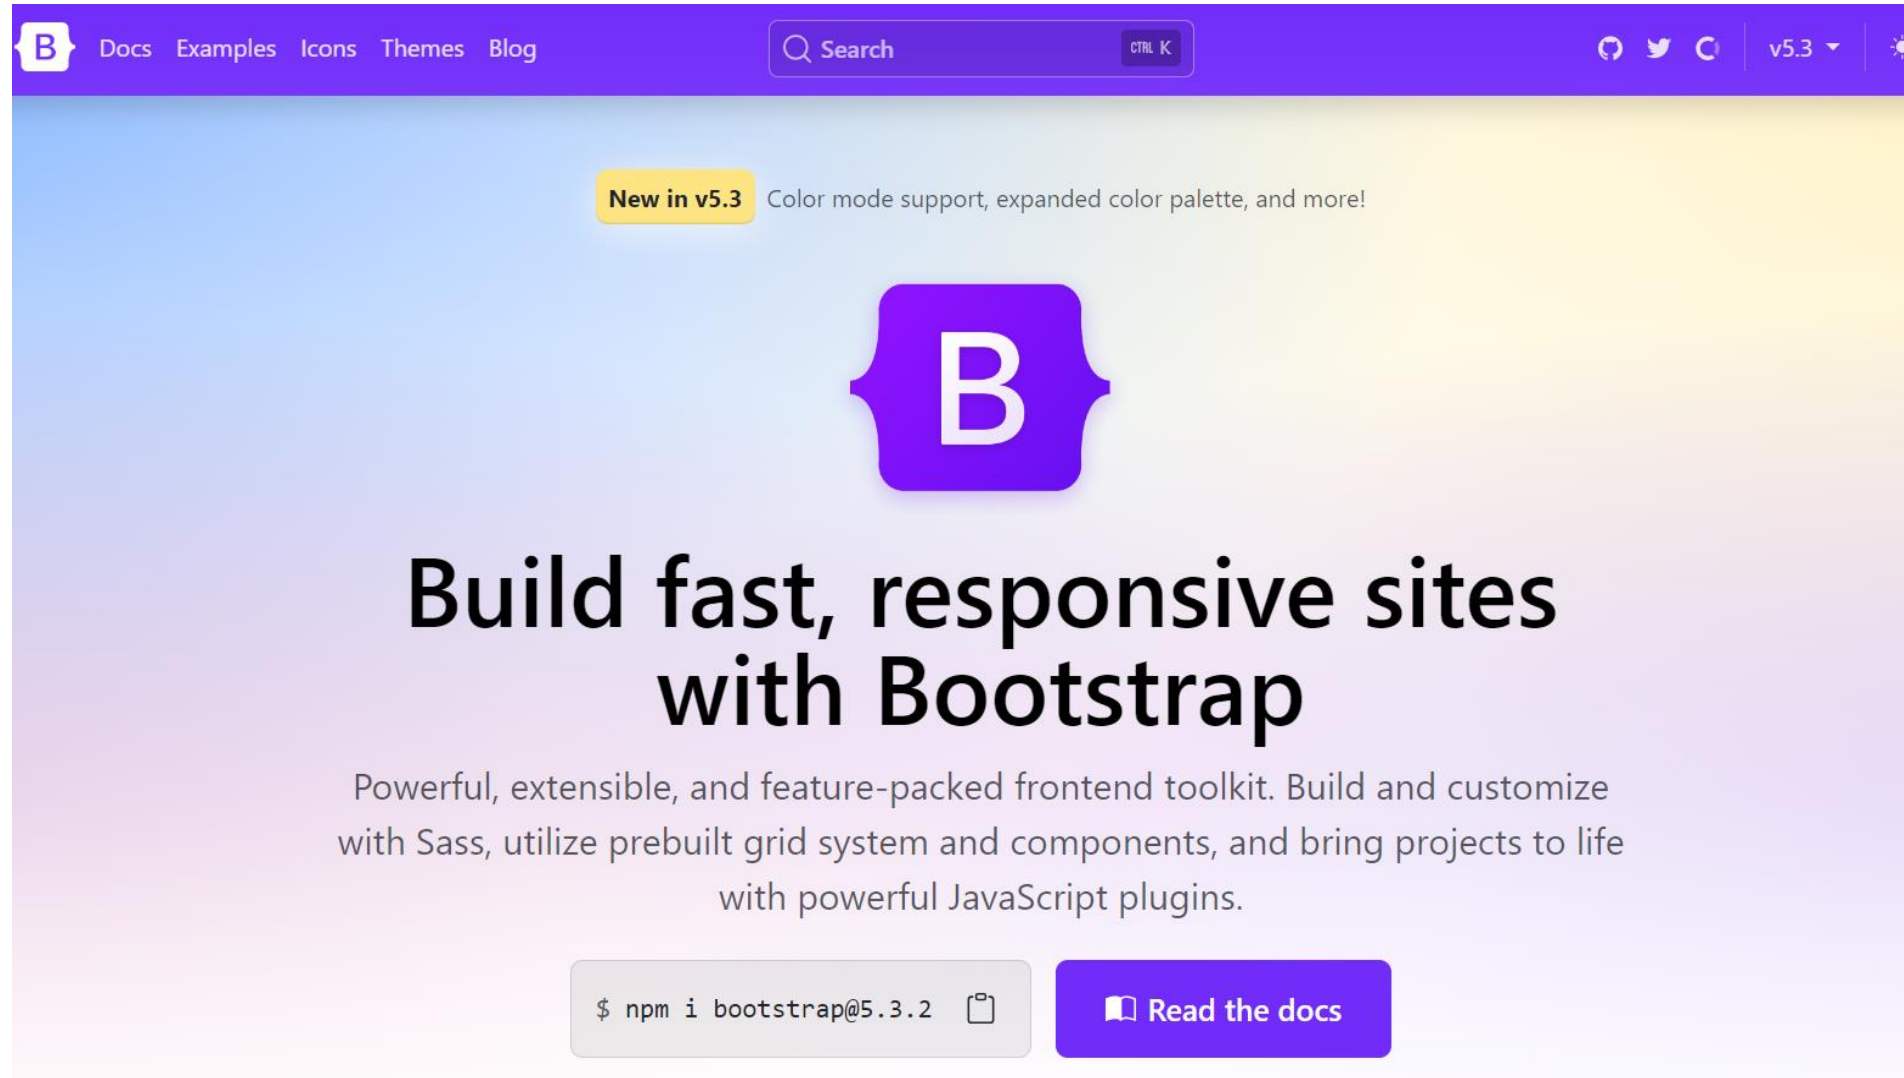 B Docs Examples Icons Themes Blog Search CTRL K v5.3
New in v5.3 Color mode support, expanded color palette, and more!
B
Build fast, responsive sites
with Bootstrap
Powerful, extensible, and feature-packed frontend toolkit. Build and customize
with Sass, utilize prebuilt grid system and components, and bring projects to life
with powerful JavaScript plugins.
$ npm i bootstrap@5.3.2 Read the docs